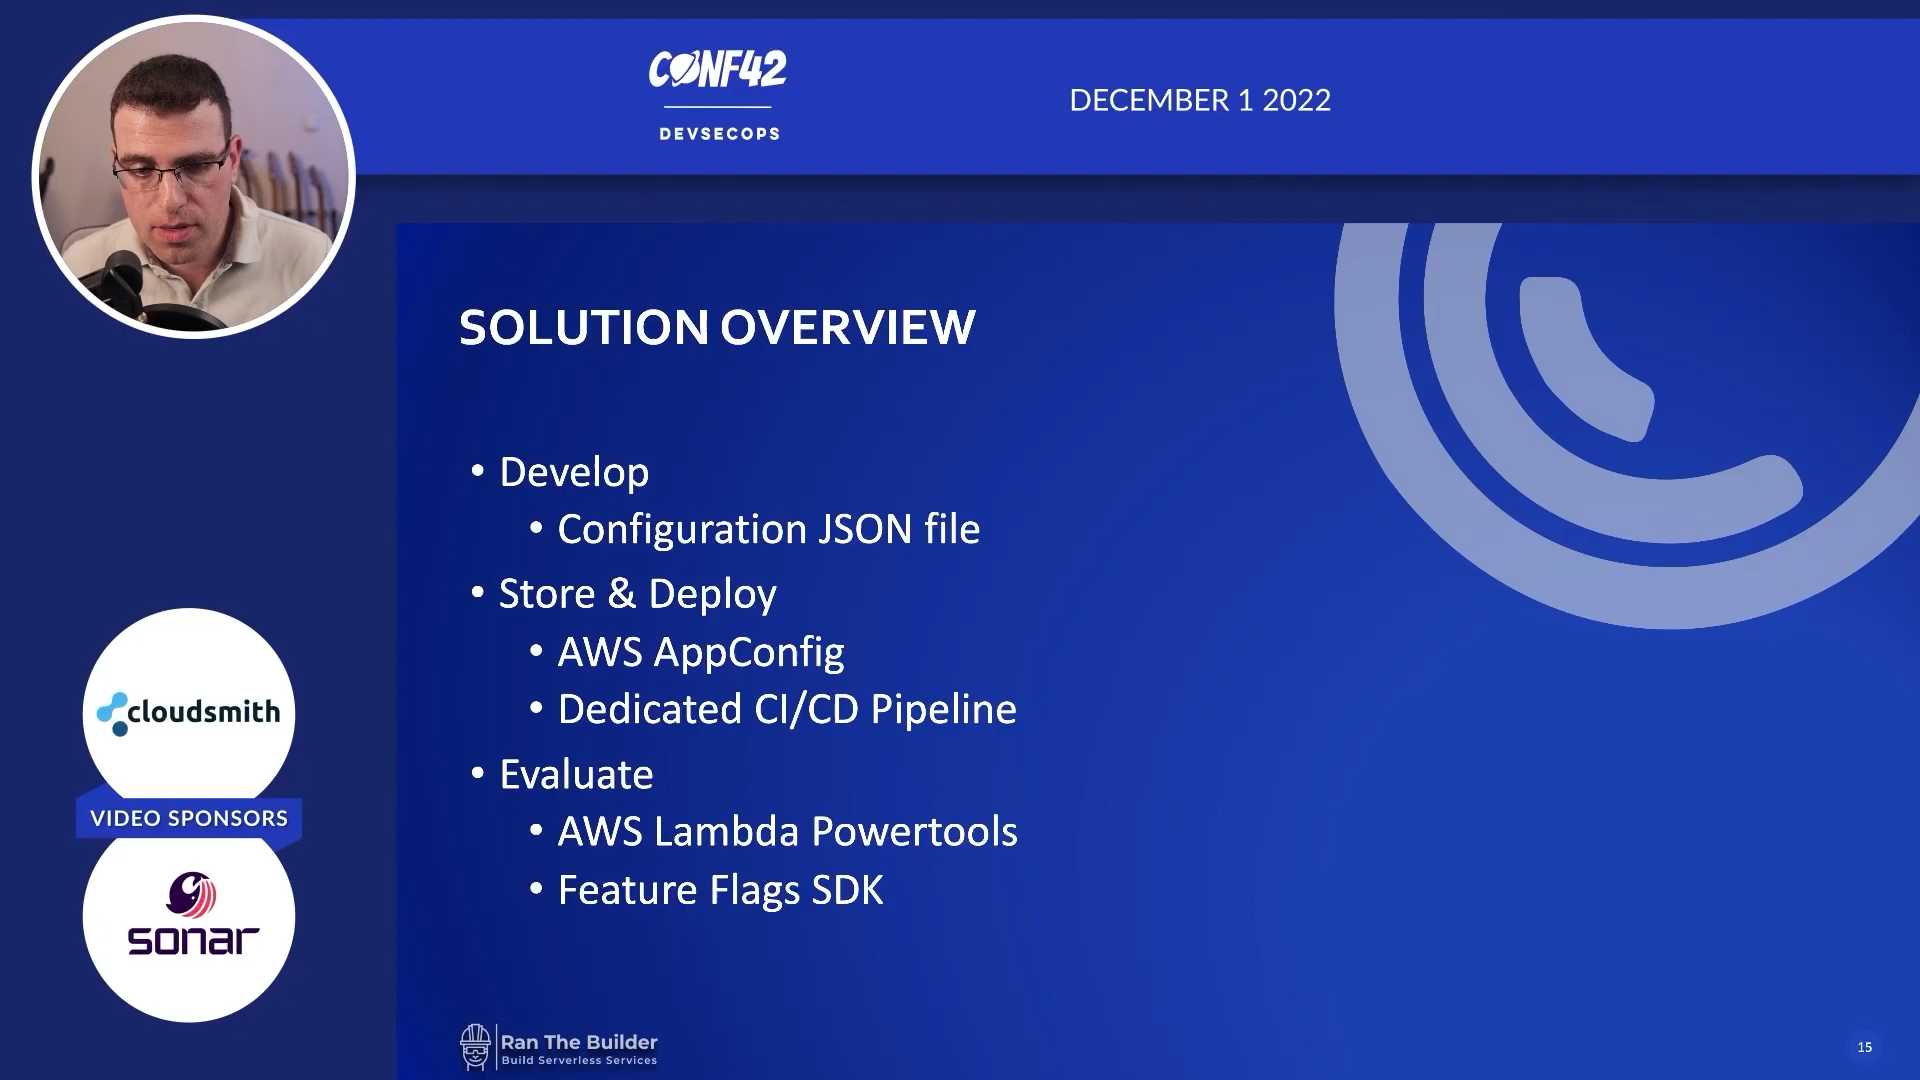 CONF42
DEVSECOPS
DECEMBER 1 2022
SOLUTION OVERVIEW
• Develop
• Configuration JSON file
• Store & Deploy
• AWS AppConfig
• Dedicated CI/CD Pipeline
• Evaluate
• AWS Lambda Powertools
• Feature Flags SDK
cloudsmith
VIDEO SPONSORS
sonar
Ran The Builder
Build Serverless Services
15